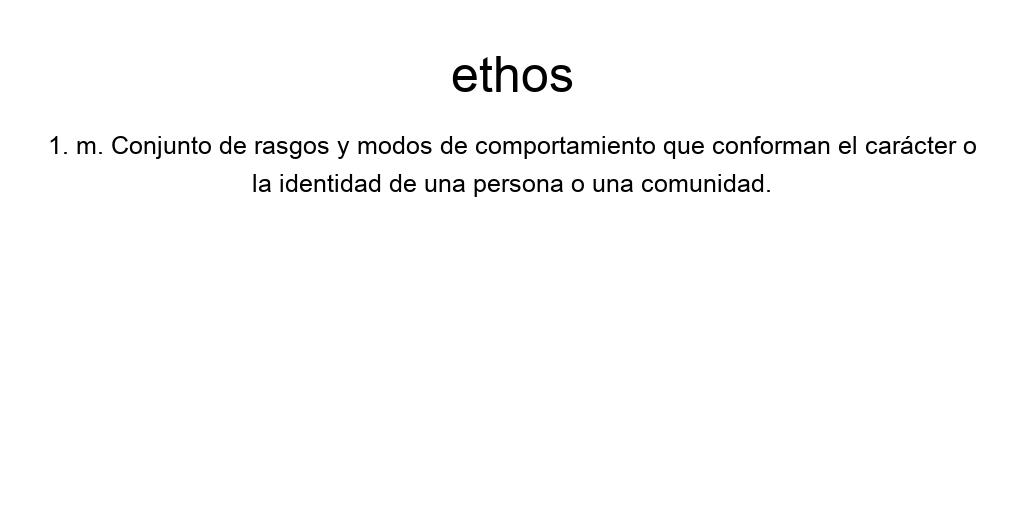 ethos
1. m. Conjunto de rasgos y modos de comportamiento que conforman el carácter o
la identidad de una persona o una comunidad.